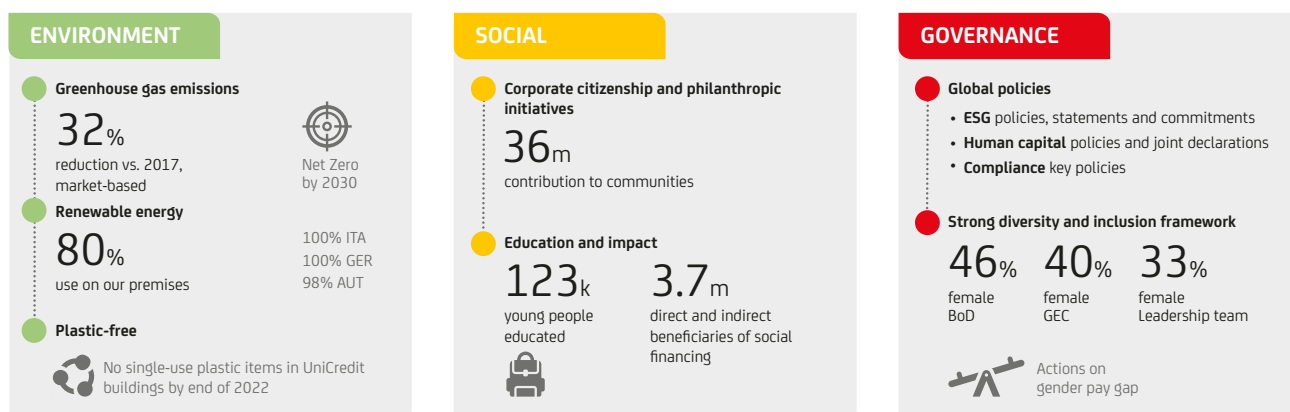 ENVIRONMENT
Greenhouse gas emissions
32%
reduction vs. 2017,
market-based
Net Zero
by 2030
Renewable energy
80%
use on our premises
100% ITA
100% GER
98% AUT
Plastic-free
No single-use plastic items in UniCredit
buildings by end of 2022
SOCIAL
Corporate citizenship and philanthropic
initiatives
36m
contribution to communities
Education and impact
123k
young people
educated
3.7m
direct and indirect
beneficiaries of social
financing
GOVERNANCE
Global policies
• ESG policies, statements and commitments
• Human capital policies and joint declarations
• Compliance key policies
Strong diversity and inclusion framework
46%
female
BoD
40%
female
GEC
33%
female
Leadership team
Actions on
gender pay gap